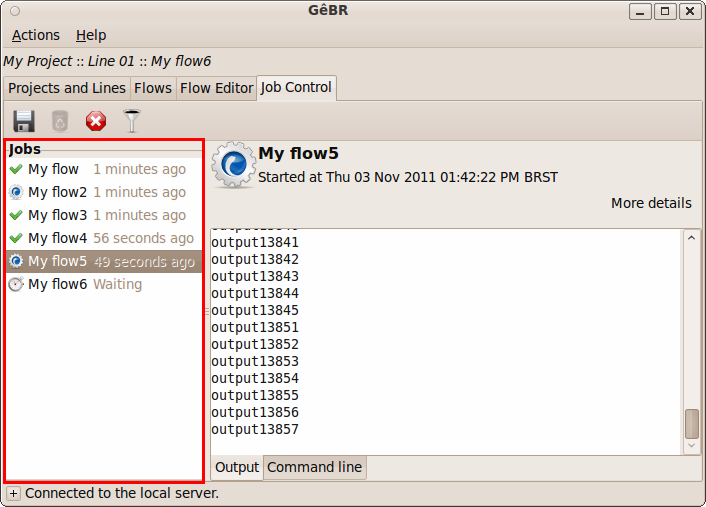 GêBR
Actions Help
My Project :: Line 01 :: My flow6
Projects and Lines Flows Flow Editor Job Control
Jobs
My flow 1 minutes ago
My flow2 1 minutes ago
My flow3 1 minutes ago
My flow4 56 seconds ago
My flow5 49 seconds ago
My flow6 Waiting
My flow5
Started at Thu 03 Nov 2011 01:42:22 PM BRST
More details
output13841
output13842
output13843
output13844
output13845
output13851
output13852
output13853
output13854
output13855
output13856
output13857
Output Command line
Connected to the local server.